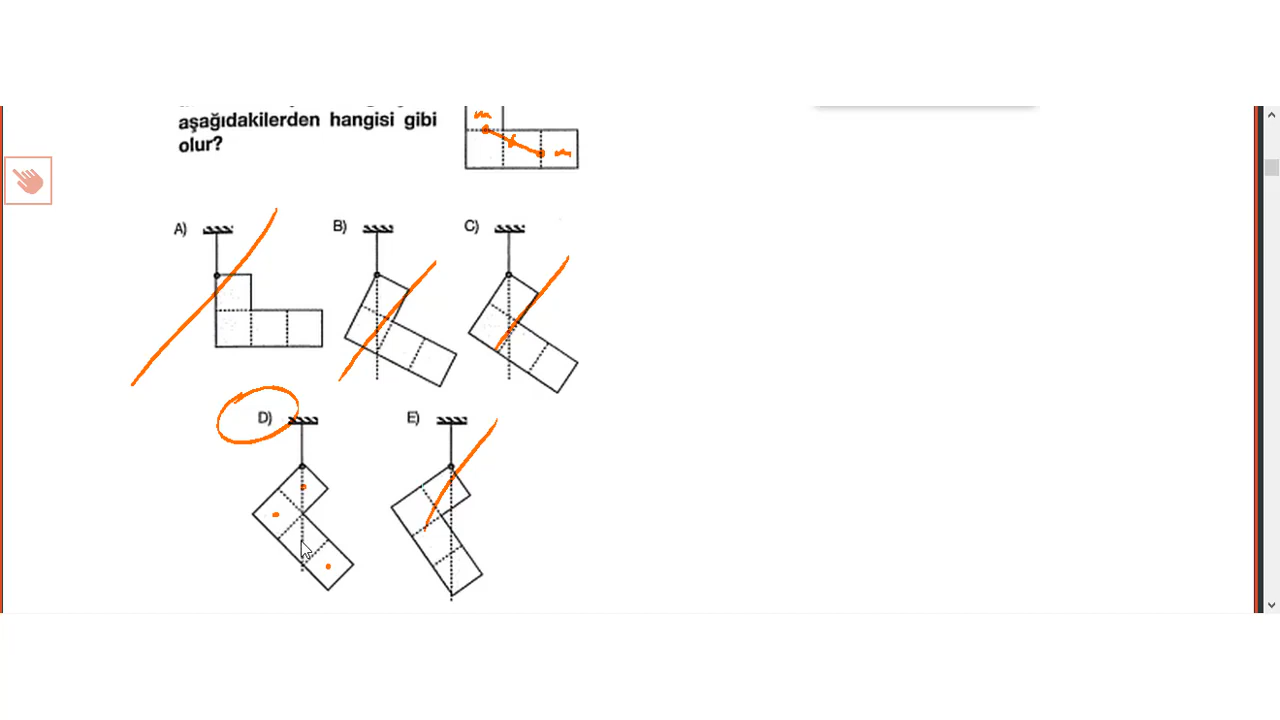 aşağıdakilerden hangisi gibi
olur?
m
m
A)
B)
C)
D)
E)